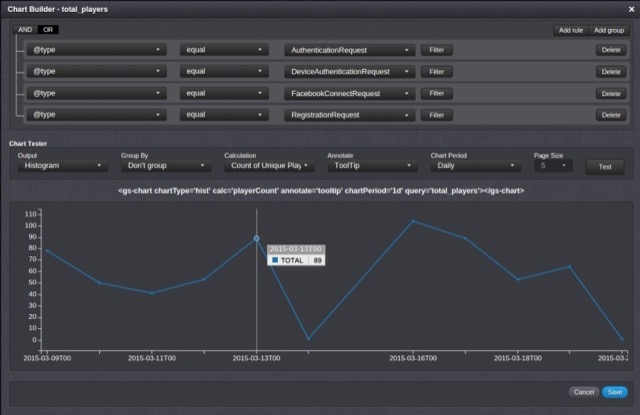 Chart Builder - total_players ×
AND OR Add rule Add group
@type equal AuthenticationRequest Filter Delete
@type equal DeviceAuthenticationRequest Filter Delete
@type equal FacebookConnectRequest Filter Delete
@type equal RegistrationRequest Filter Delete
Chart Tester
Output Group By Calculation Annotate Chart Period Page Size
Histogram Don't group Count of Unique Play ToolTip Daily 5 Test
<gs-chart chartType='hist' calc='playerCount' annotate='tooltip' chartPeriod='1d' query='total_players'></gs-chart>
110
100
90
80
70
60
50
40
30
20
10
0
2015-03-13T00
TOTAL 89
2015-03-09T00 2015-03-11T00 2015-03-13T00 2015-03-16T00 2015-03-18T00 2015-03-2
Cancel Save